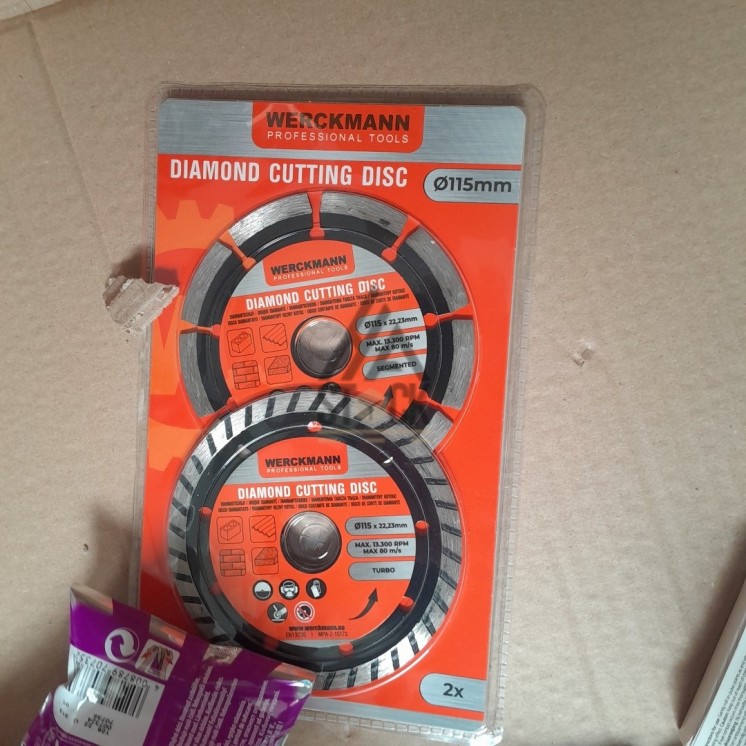 WERCKMANN
PROFESSIONAL TOOLS
DIAMOND CUTTING DISC
Ø115mm
WERCKMANN
PROFESSIONAL TOOLS
DIAMOND CUTTING DISC
Ø115 x 22,23mm
MAX. 13.300 RPM
MAX 80 m/s
SEGMENTED
STOCK
WERCKMANN
PROFESSIONAL TOOLS
DIAMOND CUTTING DISC
Ø115 x 22,23mm
MAX. 13.300 RPM
MAX 80 m/s
TURBO
www.werckmann.eu
2x